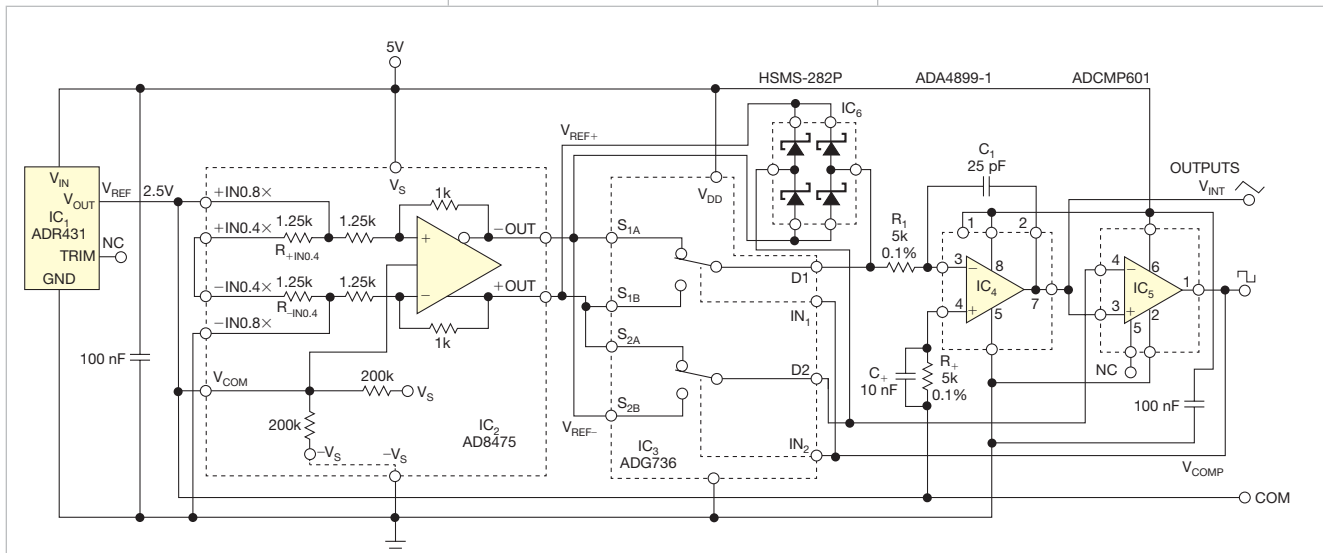 5V
HSMS-282P
ADA4899-1
ADCMP601
IC6
VREF+
C1
25 pF
OUTPUTS
VINT
VIN
VREF
2.5V
VOUT
IC1
ADR431
TRIM
NC
GND
+IN0.8×
+IN0.4×
1.25k
1.25k
R+IN0.4
−IN0.4×
1.25k
1.25k
R−IN0.4
−IN0.8×
VS
1k
+
−
1k
−OUT
+OUT
VDD
S1A
S1B
S2A
S2B
D1
IN1
D2
IN2
R1
5k
0.1%
1
2
3
−
8
IC4
4
+
7
5
4
−
6
IC5
1
3
+
2
5
NC
100 nF
VCOM
200k
VS
200k
−VS
−VS
IC2
AD8475
VREF−
IC3
ADG736
C+
10 nF
R+
5k
0.1%
100 nF
VCOMP
COM